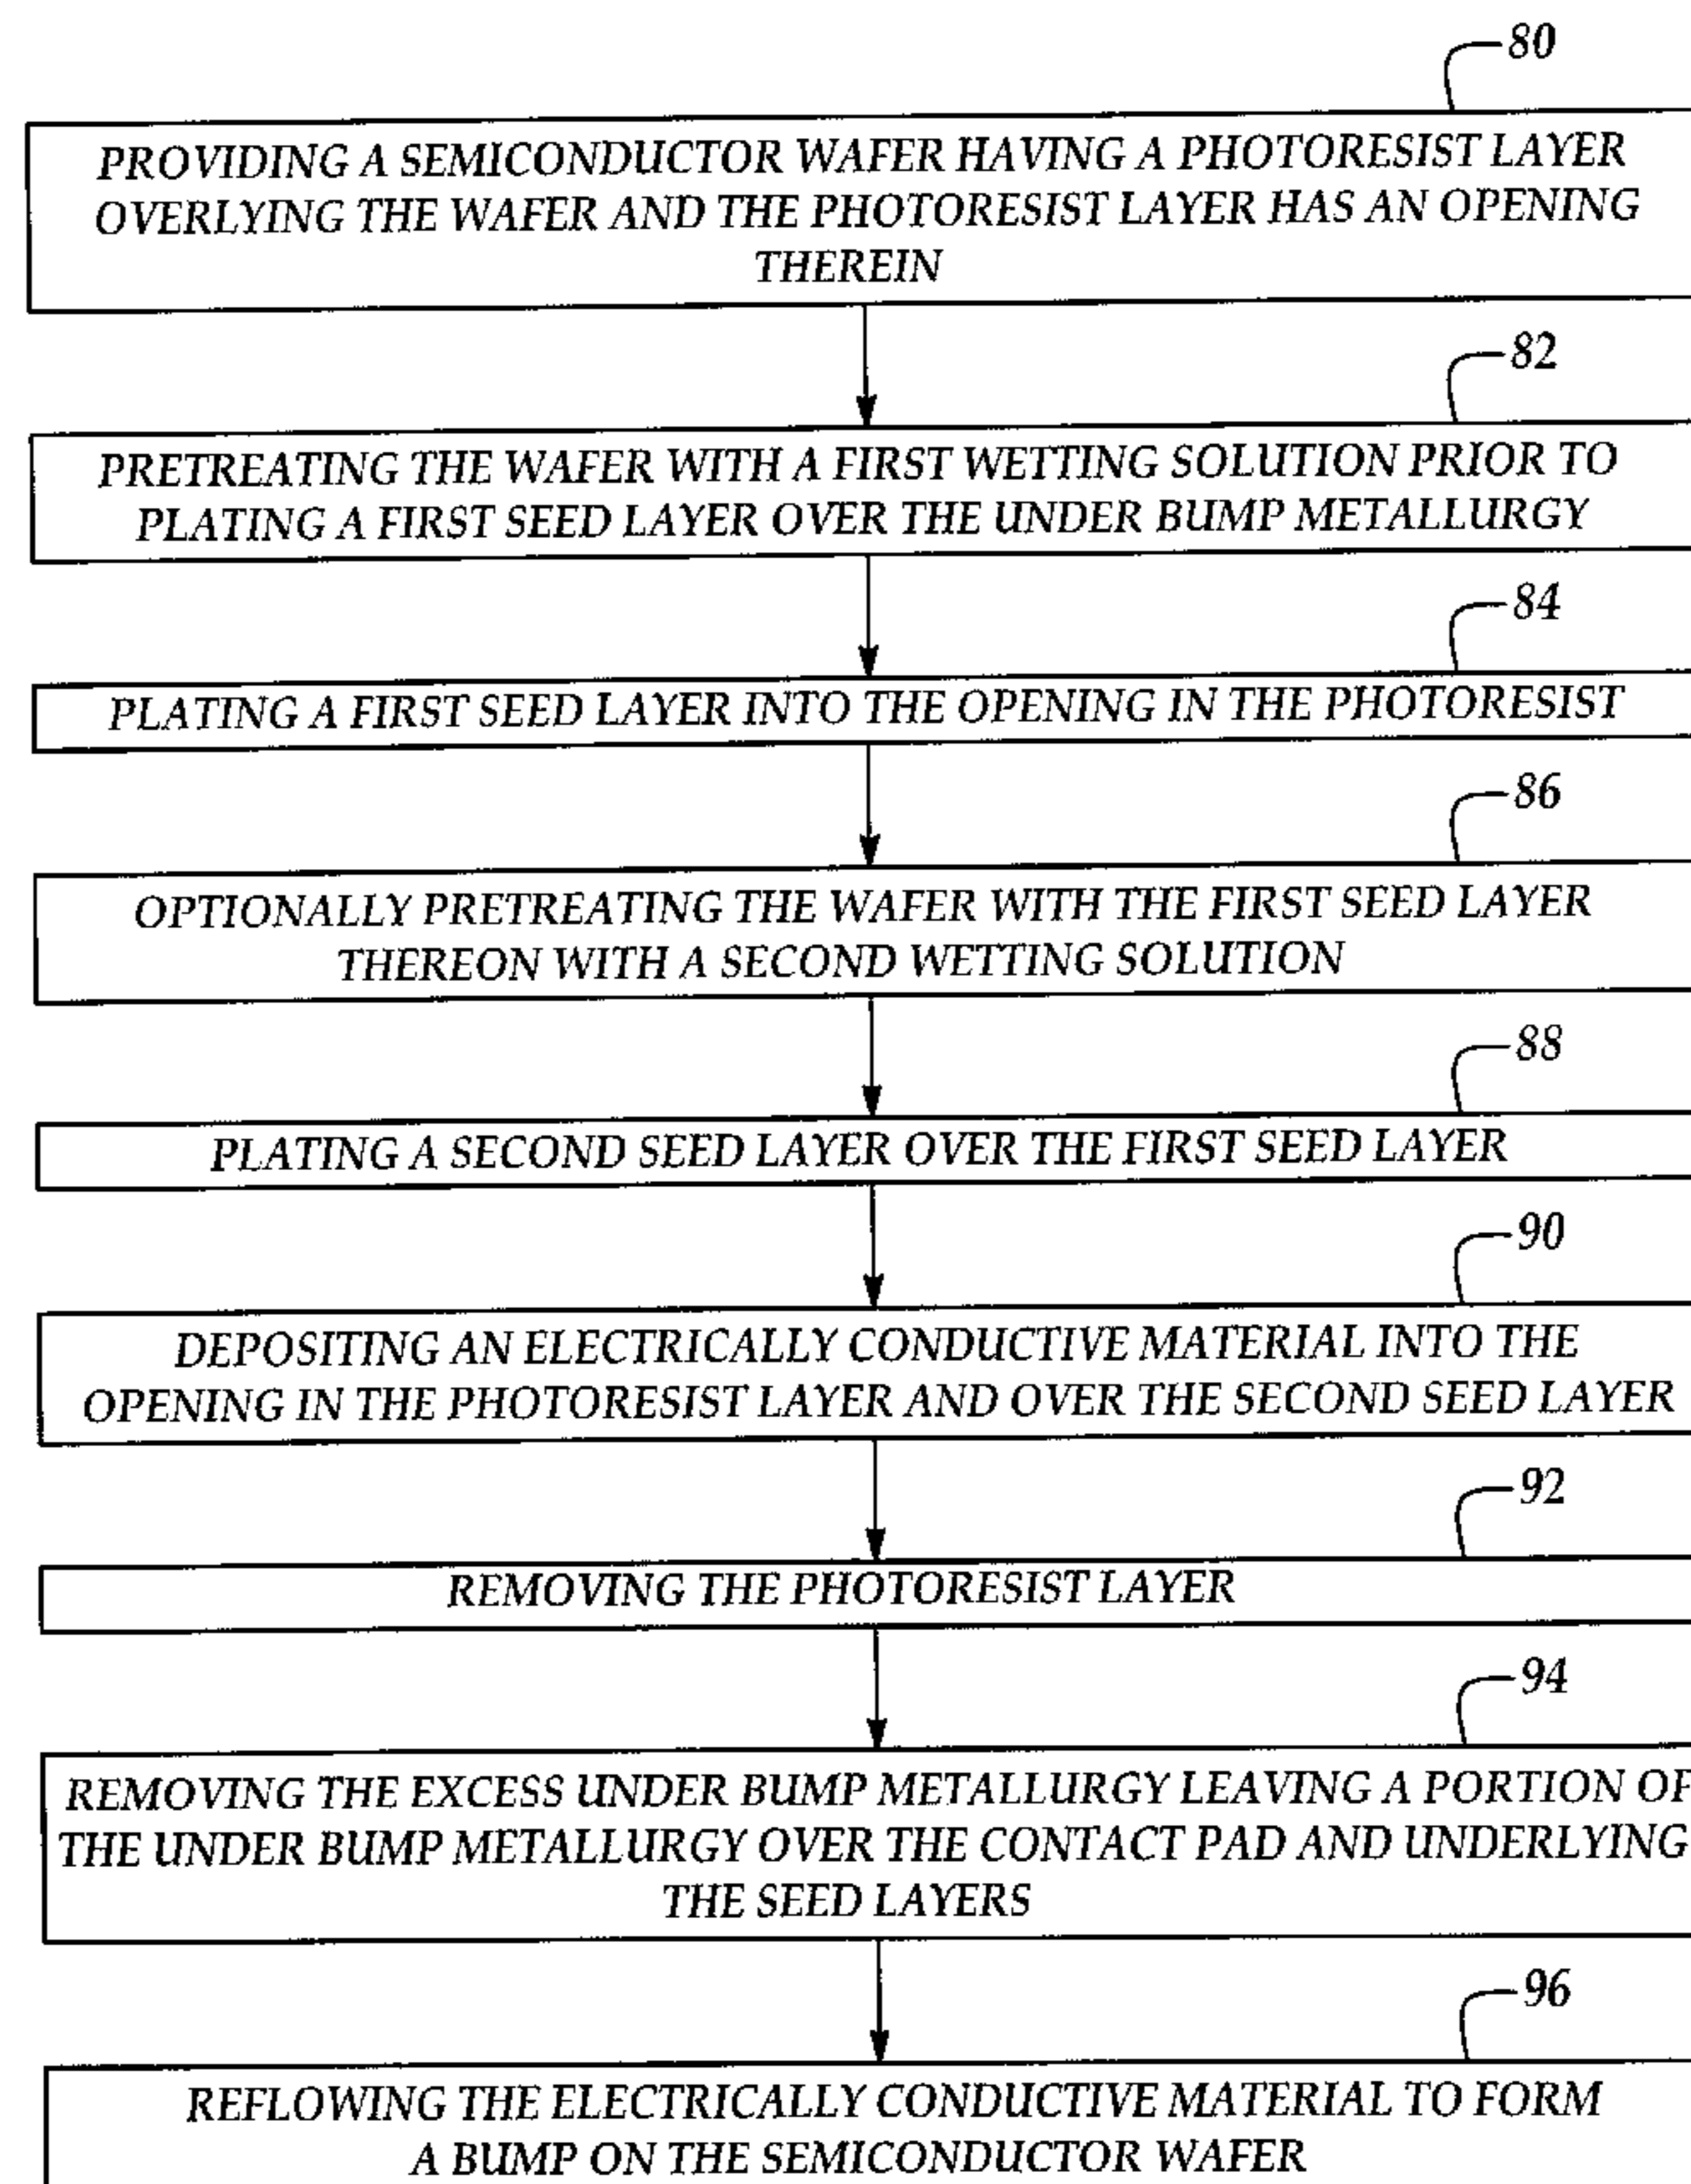 80
PROVIDING A SEMICONDUCTOR WAFER HAVING A PHOTORESIST LAYER
OVERLYING THE WAFER AND THE PHOTORESIST LAYER HAS AN OPENING
THEREIN
82
PRETREATING THE WAFER WITH A FIRST WETTING SOLUTION PRIOR TO
PLATING A FIRST SEED LAYER OVER THE UNDER BUMP METALLURGY
84
PLATING A FIRST SEED LAYER INTO THE OPENING IN THE PHOTORESIST
86
OPTIONALLY PRETREATING THE WAFER WITH THE FIRST SEED LAYER
THEREON WITH A SECOND WETTING SOLUTION
88
PLATING A SECOND SEED LAYER OVER THE FIRST SEED LAYER
90
DEPOSITING AN ELECTRICALLY CONDUCTIVE MATERIAL INTO THE
OPENING IN THE PHOTORESIST LAYER AND OVER THE SECOND SEED LAYER
92
REMOVING THE PHOTORESIST LAYER
94
REMOVING THE EXCESS UNDER BUMP METALLURGY LEAVING A PORTION OF
THE UNDER BUMP METALLURGY OVER THE CONTACT PAD AND UNDERLYING
THE SEED LAYERS
96
REFLOWING THE ELECTRICALLY CONDUCTIVE MATERIAL TO FORM
A BUMP ON THE SEMICONDUCTOR WAFER